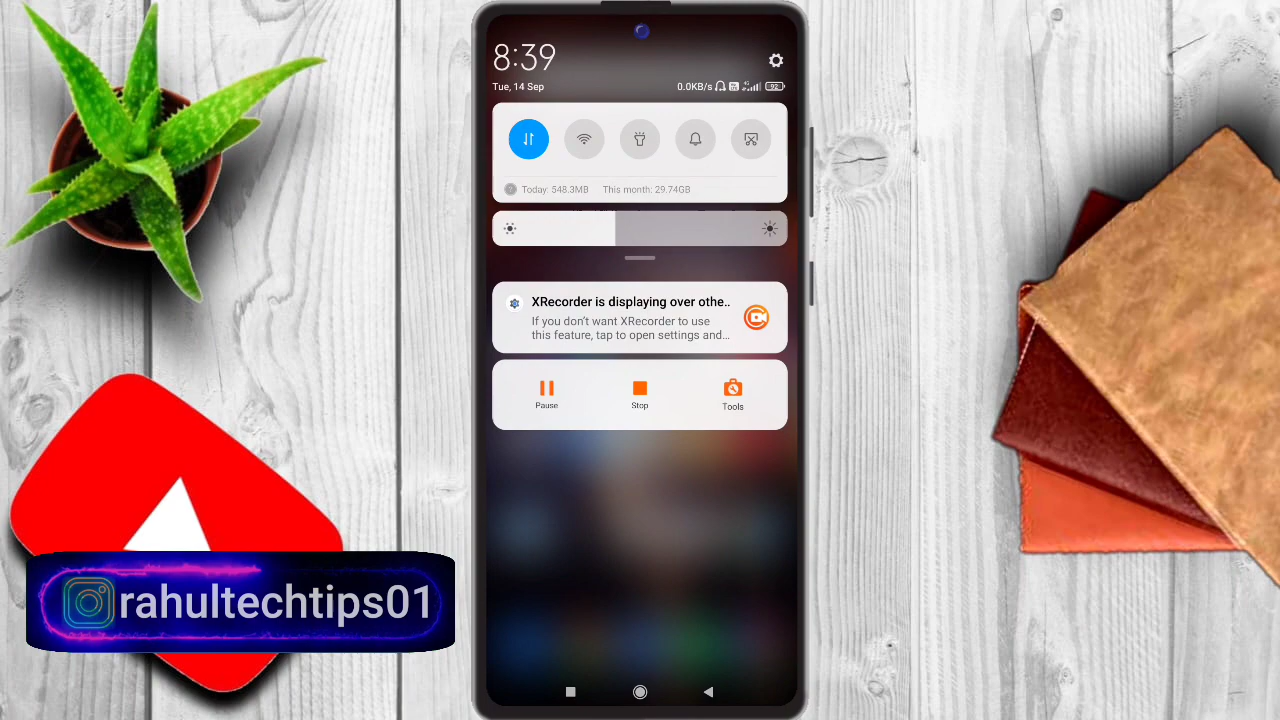 8:39
Tue, 14 Sep
0.0KB/s
92
Today: 548.3MB This month: 29.74GB
XRecorder is displaying over othe..
If you don't want XRecorder to use
this feature, tap to open settings and...
Pause Stop Tools
rahultechtips01